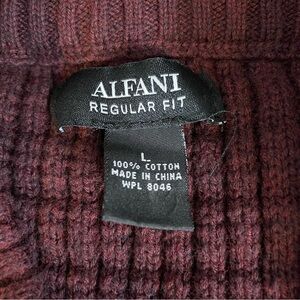 ALFANI
REGULAR FIT
L
100% COTTON
MADE IN CHINA
WPL 8046